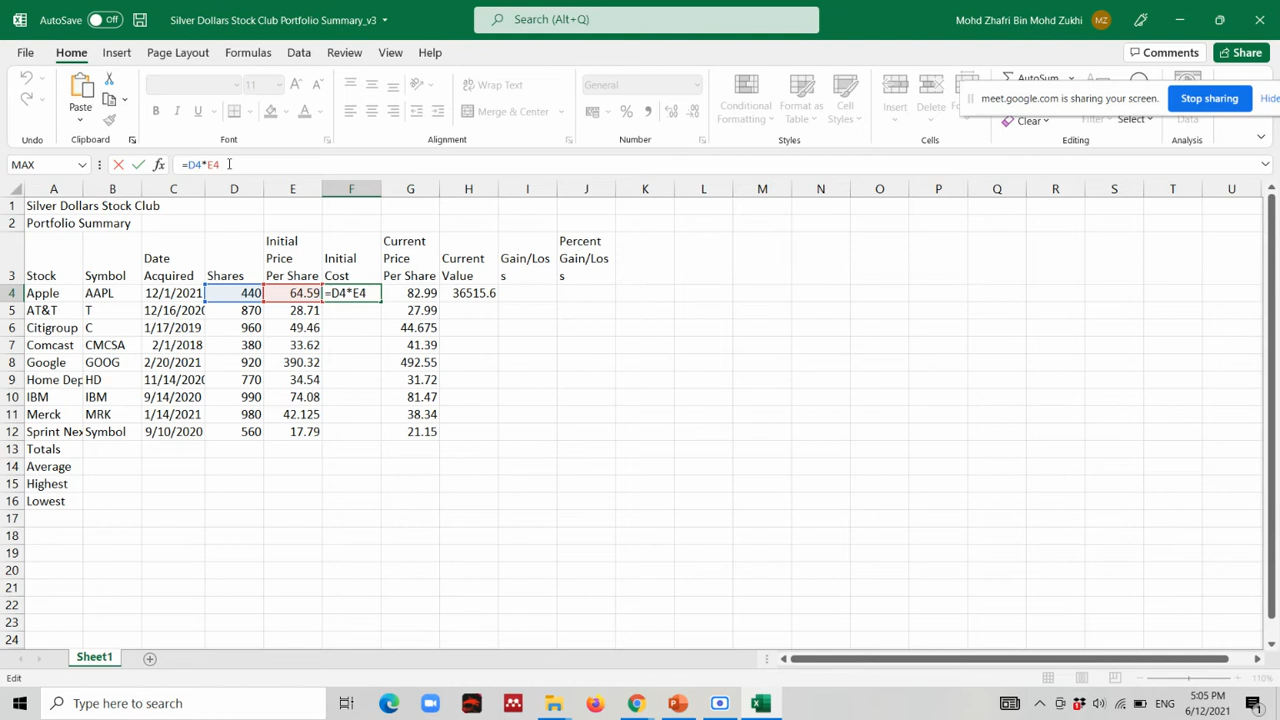 AutoSave Off Silver Dollars Stock Club Portfolio Summary_v3 Search (Alt+Q) Mohd Zhafri Bin Mohd Zukhi MZ
File Home Insert Page Layout Formulas Data Review View Help Comments Share
Paste 11 Wrap Text General Conditional Formatting Format as Table Cell Styles Insert Delete AutoSum
Merge & Center Clear Select
meet.google.com is sharing your screen. Stop sharing Hide
Undo Clipboard Font Alignment Number Styles Cells Editing
MAX fx =D4*E4
A B C D E F G H I J K L M N O P Q R S T U
1 Silver Dollars Stock Club
2 Portfolio Summary
3 Stock Symbol Date Acquired Shares Initial Price Per Share Initial Cost Current Price Per Share Current Value Gain/Los s Percent Gain/Los s
4 Apple AAPL 12/1/2021 440 64.59 =D4*E4 82.99 36515.6
5 AT&T T 12/16/2020 870 28.71 27.99
6 Citigroup C 1/17/2019 960 49.46 44.675
7 Comcast CMCSA 2/1/2018 380 33.62 41.39
8 Google GOOG 2/20/2021 920 390.32 492.55
9 Home Dep HD 11/14/2020 770 34.54 31.72
10 IBM IBM 9/14/2020 990 74.08 81.47
11 Merck MRK 1/14/2021 980 42.125 38.34
12 Sprint Nex Symbol 9/10/2020 560 17.79 21.15
13 Totals
14 Average
15 Highest
16 Lowest
17
18
19
20
21
22
23
24
Sheet1
Edit 110%
Type here to search ENG 5:05 PM
6/12/2021 1